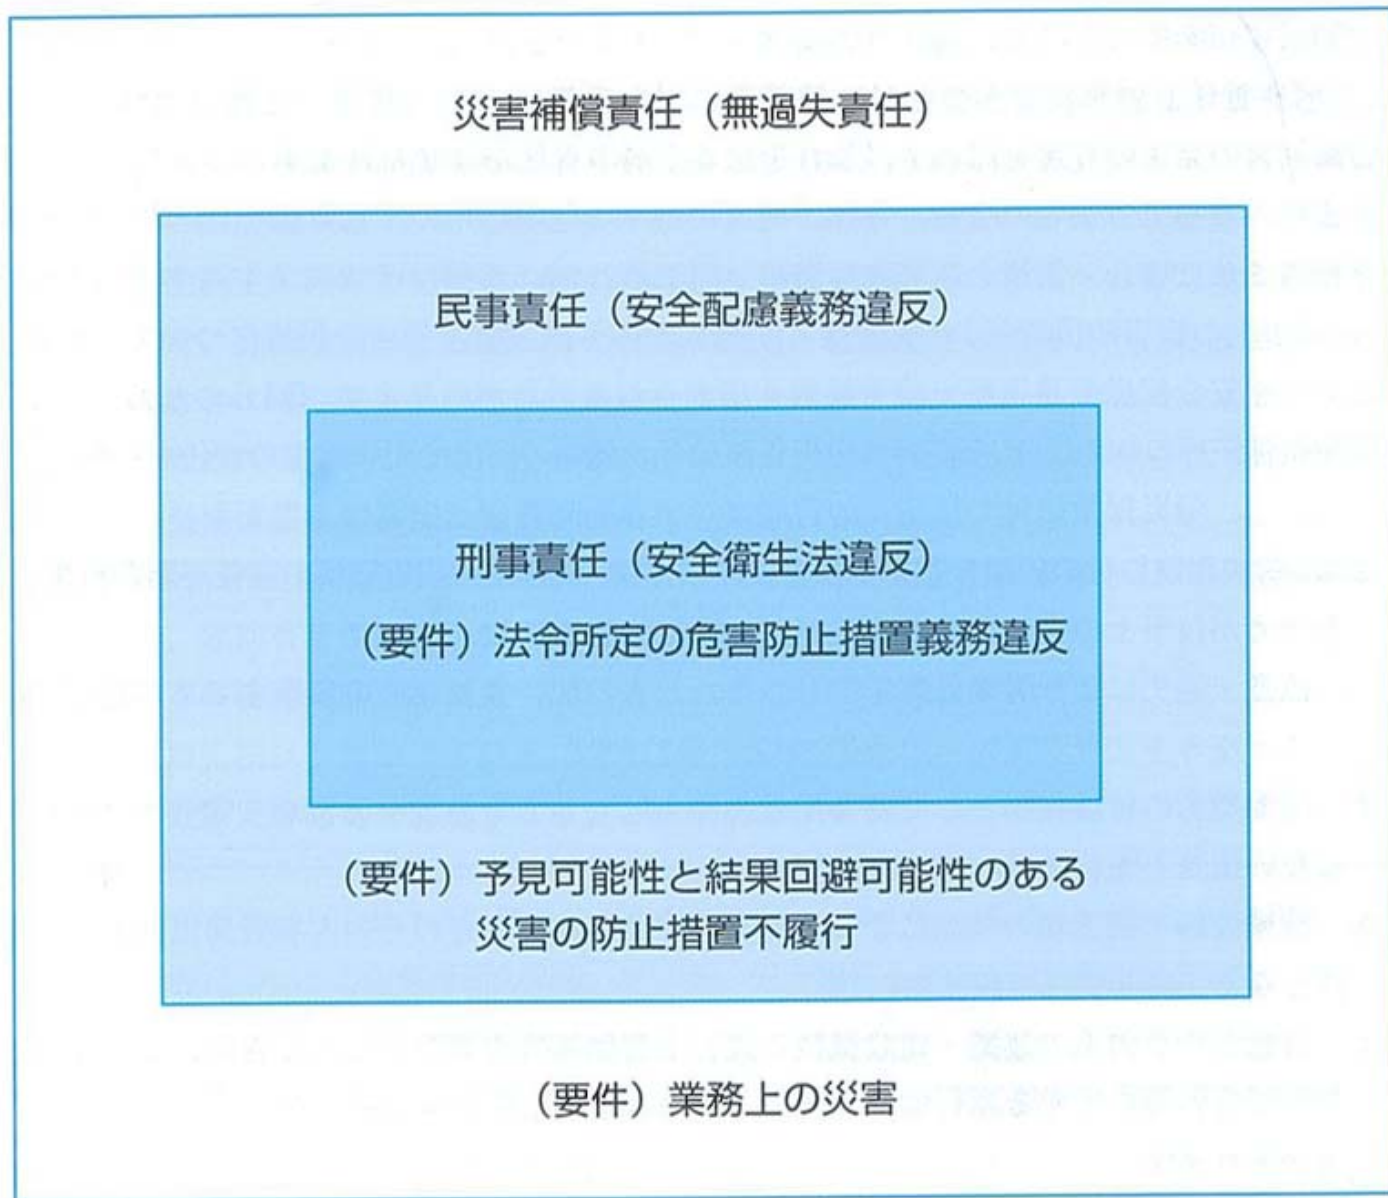 災害補償責任（無過失責任）
民事責任（安全配慮義務違反）
刑事責任（安全衛生法違反）
（要件）法令所定の危害防止措置義務違反
（要件）予見可能性と結果回避可能性のある
災害の防止措置不履行
（要件）業務上の災害